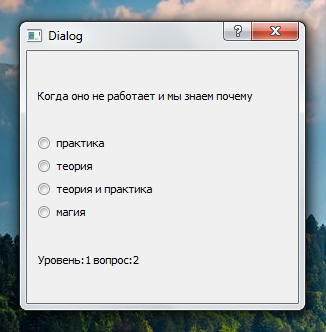 Dialog
Когда оно не работает и мы знаем почему
практика
теория
теория и практика
магия
Уровень:1 вопрос:2